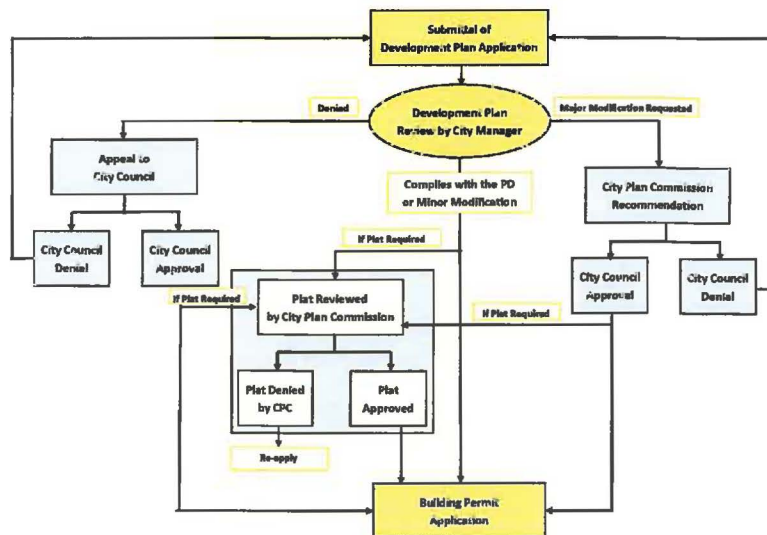 Submittal of
Development Plan Application
Denied
Development Plan
Review by City Manager
Major Modification Requested
Appeal to
City Council
Complies with the PD
or Minor Modification
City Plan Commission
Recommendation
City Council
Denial
City Council
Approval
If Plat Required
City Council
Approval
City Council
Denial
If Plat Required
Plat Reviewed
by City Plan Commission
If Plat Required
Plat Denied
by CPC
Plat
Approved
Re-apply
Building Permit
Application